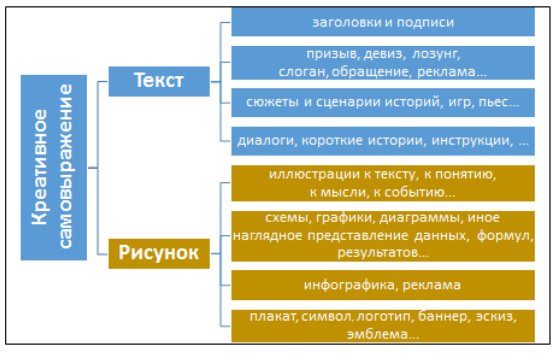 Креативное
самовыражение
Текст
заголовки и подписи
призыв, девиз, лозунг,
слоган, обращение, реклама...
сюжеты и сценарии историй, игр, пьес...
диалоги, короткие истории, инструкции, ...
Рисунок
иллюстрации к тексту, к понятию,
к мысли, к событию...
схемы, графики, диаграммы, иное
наглядное представление данных, формул,
результатов...
инфографика, реклама
плакат, символ, логотип, баннер, эскиз,
эмблема...